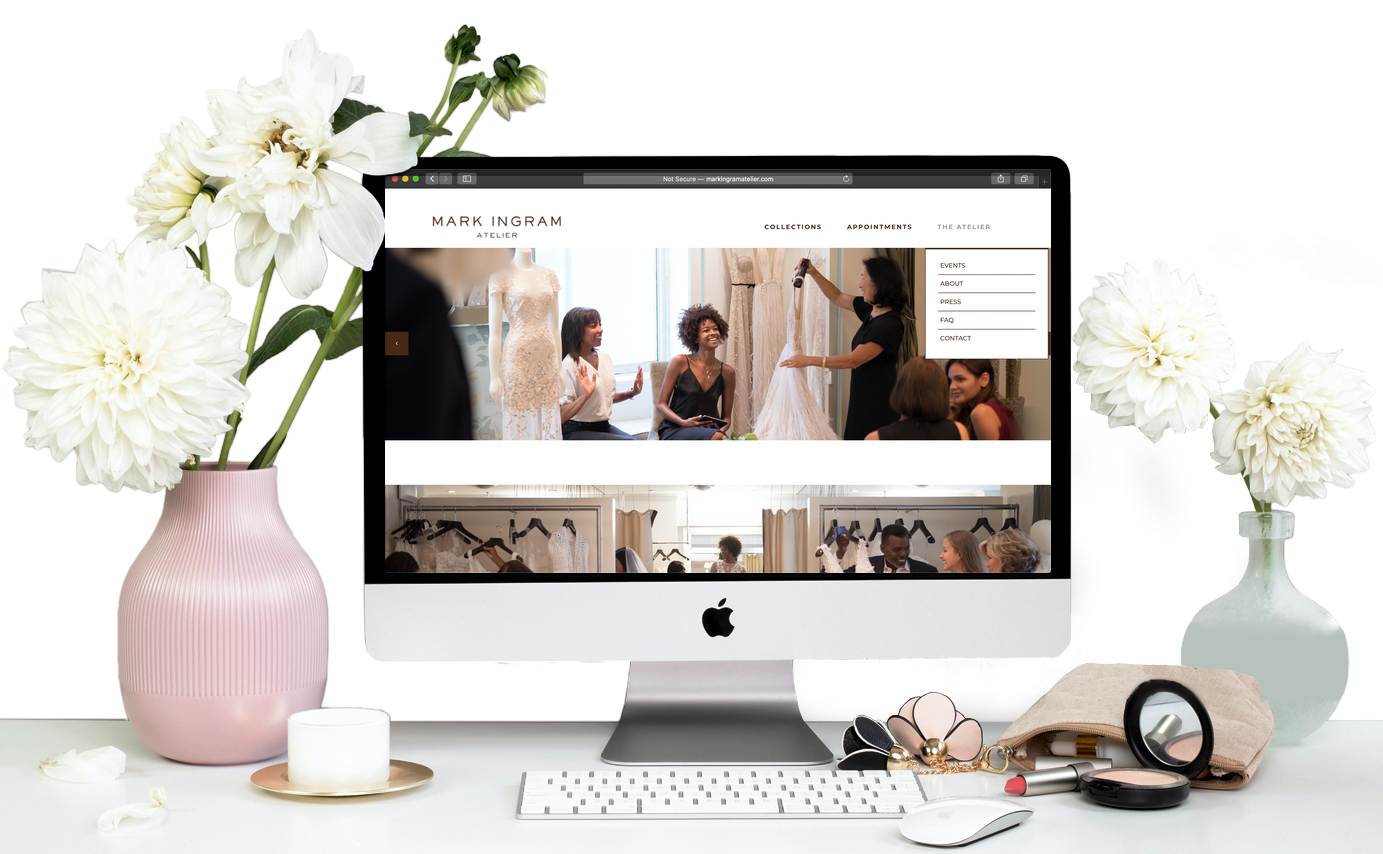 Not Secure — markingramatelier.com
MARK INGRAM
ATELIER
COLLECTIONS
APPOINTMENTS
THE ATELIER
EVENTS
ABOUT
PRESS
FAQ
CONTACT